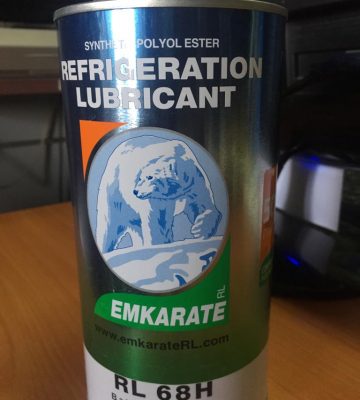 POLYOL ESTER
REFRIGERATION
LUBRICANT
EMKARATE RL
www.emkarateRL.com
RL 68H